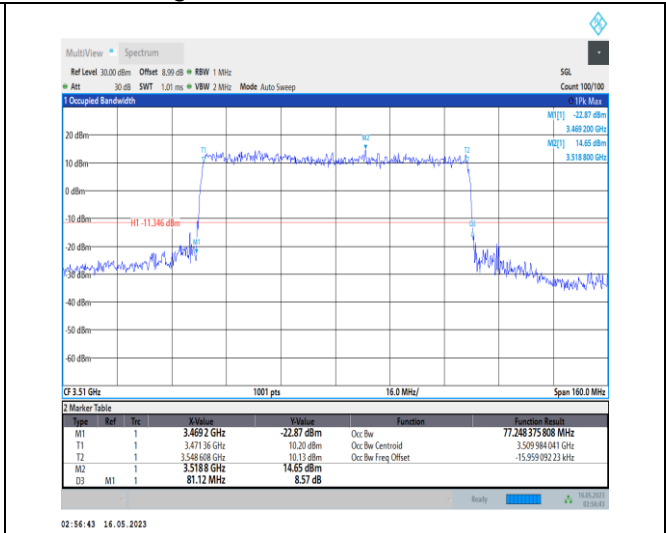 MultiView Spectrum
Ref Level 30.00 dBm Offset 8.99 dB RBW 1 MHz SGL
Att 30 dB SWT 1.01 ms VBW 2 MHz Mode Auto Sweep Count 100/100
1 Occupied Bandwidth 1Pk Max
M1[1] -22.87 dBm
3.469 200 GHz
M2[1] 14.65 dBm
3.518 800 GHz
20 dBm
M2
T1
T2
10 dBm
0 dBm
-10 dBm
H1 -11.346 dBm
D3
M1
-20 dBm
-30 dBm
-40 dBm
-50 dBm
-60 dBm
CF 3.51 GHz 1001 pts 16.0 MHz/ Span 160.0 MHz
2 Marker Table
Type Ref Trc X-Value Y-Value Function Function Result
M1 1 3.469 2 GHz -22.87 dBm Occ Bw 77.248 375 808 MHz
T1 1 3.471 36 GHz 10.20 dBm Occ Bw Centroid 3.509 984 041 GHz
T2 1 3.548 608 GHz 10.13 dBm Occ Bw Freq Offset -15.959 092 23 kHz
M2 1 3.518 8 GHz 14.65 dBm
D3 M1 1 81.12 MHz 8.57 dB
Ready 16.05.2023
02:56:43
02:56:43 16.05.2023